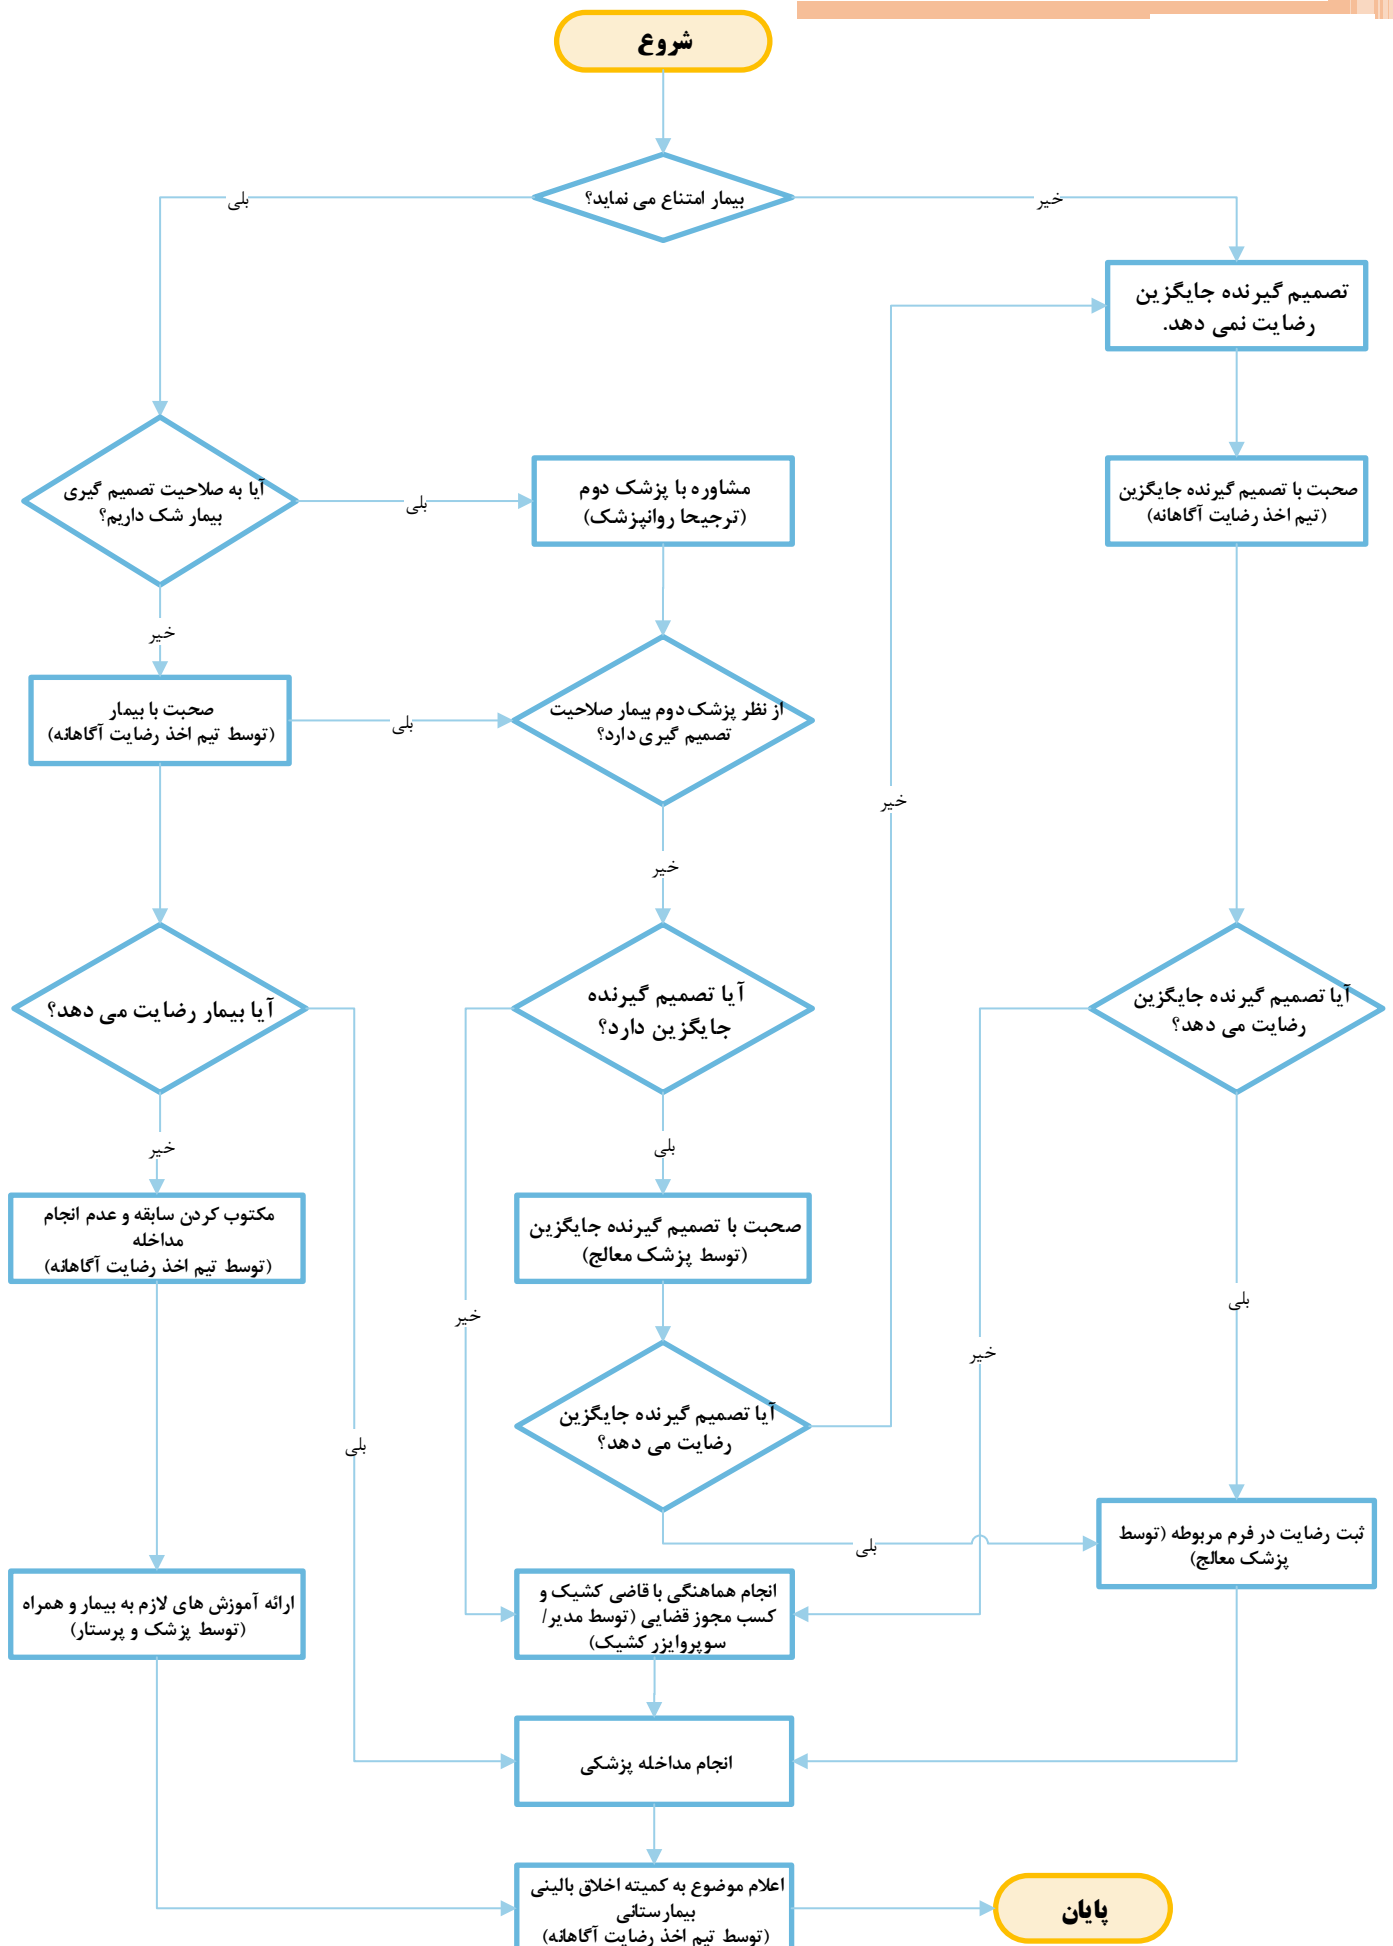 شروع
بیمار امتناع می نماید؟
بلی
خیر
تصمیم گیرنده جایگزین
رضایت نمی دهد.
آیا به صلاحیت تصمیم گیری
بیمار شک داریم؟
بلی
مشاوره با پزشک دوم
(ترجیحا روانپزشک)
صحبت با تصمیم گیرنده جایگزین
(تیم اخذ رضایت آگاهانه)
خیر
صحبت با بیمار
(توسط تیم اخذ رضایت آگاهانه)
بلی
از نظر پزشک دوم بیمار صلاحیت
تصمیم گیری دارد؟
خیر
خیر
آیا بیمار رضایت می دهد؟
آیا تصمیم گیرنده
جایگزین دارد؟
آیا تصمیم گیرنده جایگزین
رضایت می دهد؟
خیر
بلی
مکتوب کردن سابقه و عدم انجام
مداخله
(توسط تیم اخذ رضایت آگاهانه)
صحبت با تصمیم گیرنده جایگزین
(توسط پزشک معالج)
بلی
خیر
خیر
آیا تصمیم گیرنده جایگزین
رضایت می دهد؟
بلی
بلی
ثبت رضایت در فرم مربوطه (توسط
پزشک معالج)
ارائه آموزش های لازم به بیمار و همراه
(توسط پزشک و پرستار)
انجام هماهنگی با قاضی کشیک و
کسب مجوز قضایی (توسط مدیر/
سوپروایزر کشیک)
انجام مداخله پزشکی
اعلام موضوع به کمیته اخلاق بالینی
بیمارستانی
(توسط تیم اخذ رضایت آگاهانه)
پایان